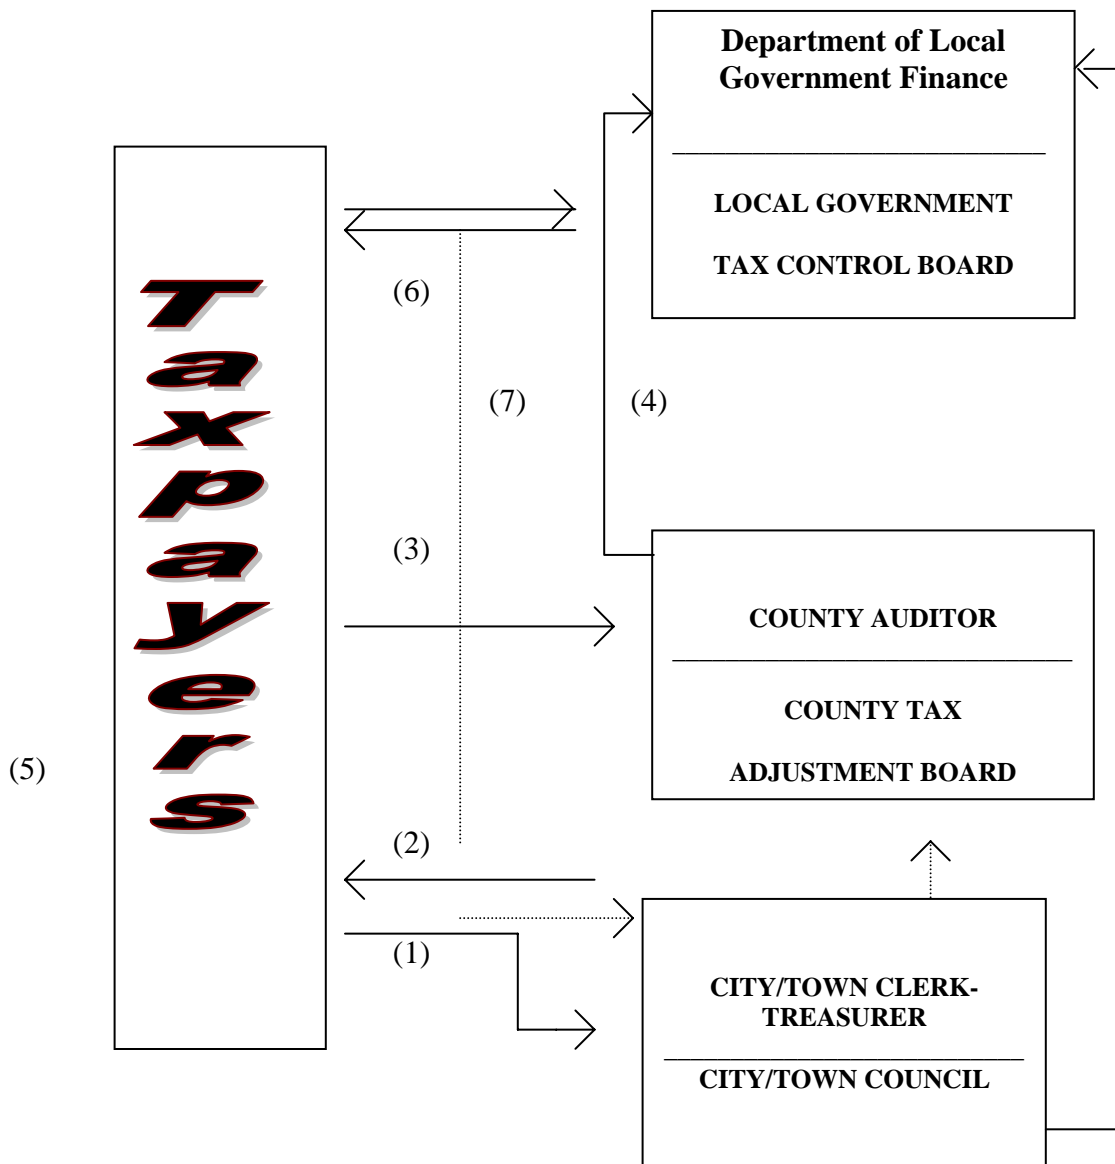 Department of Local
Government Finance
LOCAL GOVERNMENT
TAX CONTROL BOARD
Taxpayers
(6)
(7)
(4)
(3)
COUNTY AUDITOR
COUNTY TAX
ADJUSTMENT BOARD
(5)
(2)
(1)
CITY/TOWN CLERK-
TREASURER
CITY/TOWN COUNCIL